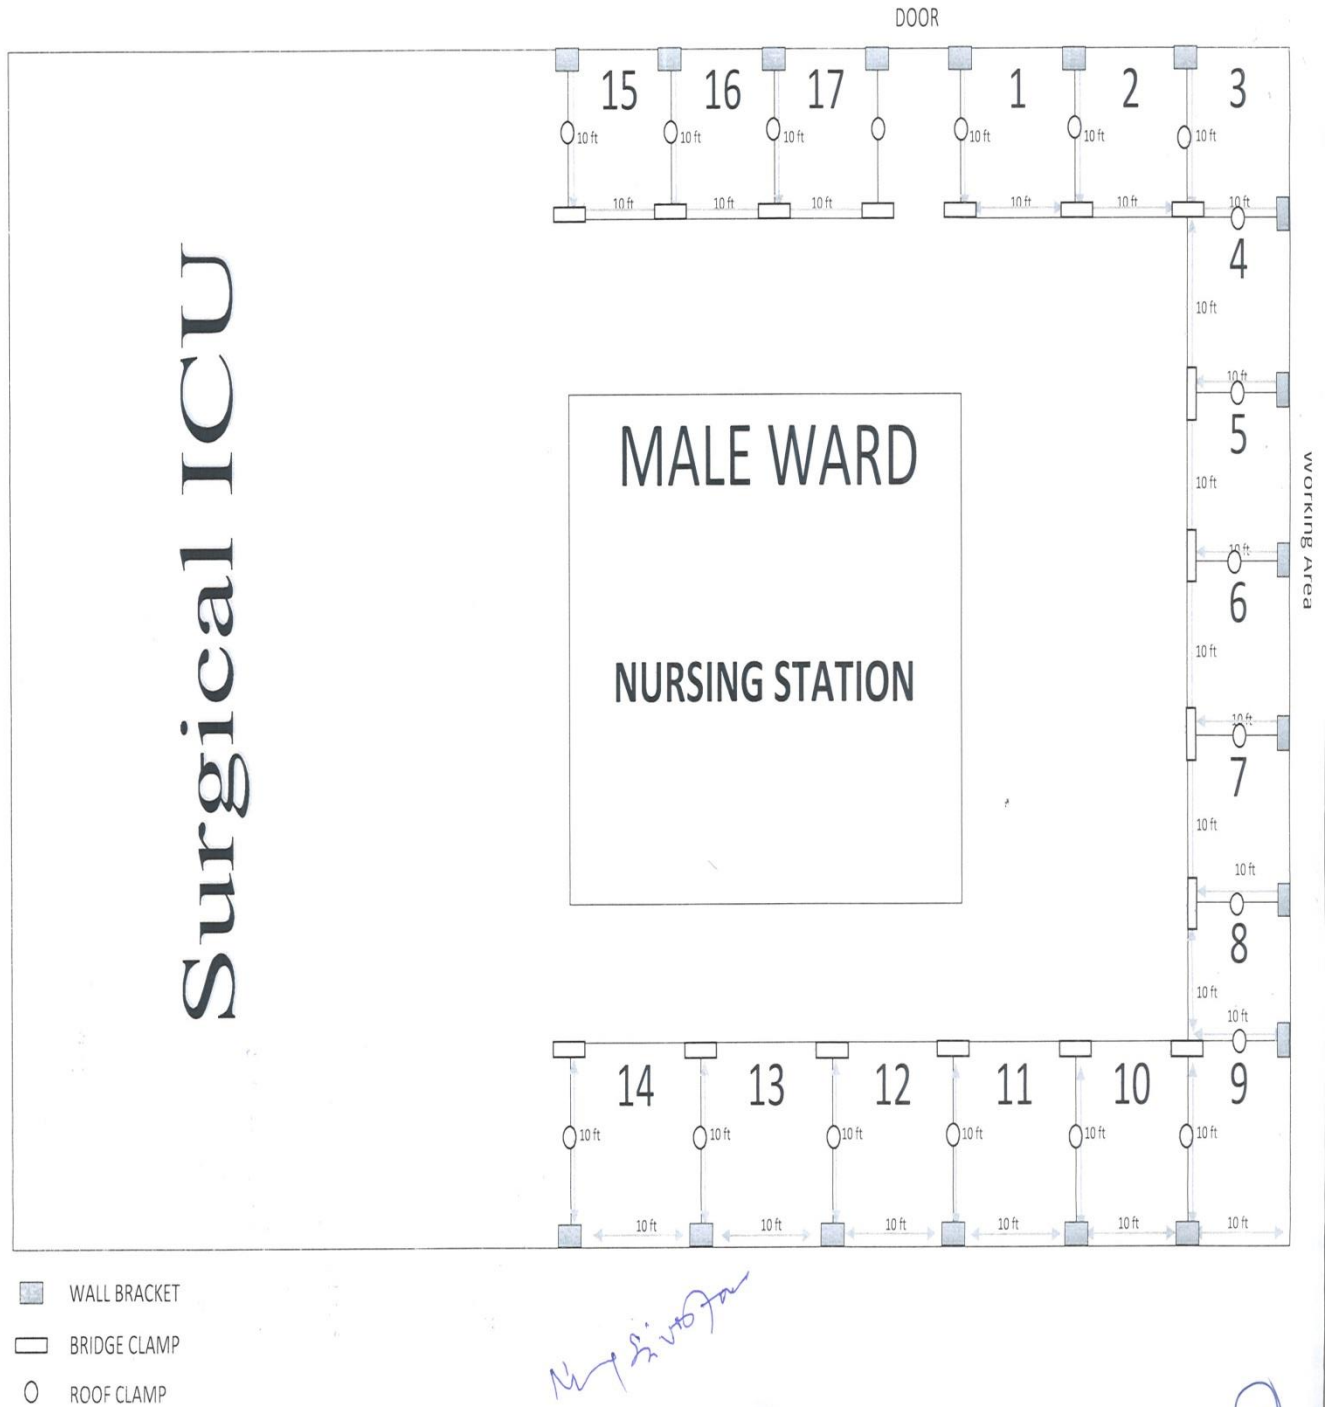 DOOR
15 16 17 1 2 3
10 ft 10 ft 10 ft 10 ft 10 ft 10 ft
10 ft 10 ft 10 ft 10 ft 10 ft 10 ft
4
10 ft
10 ft
5
10 ft
10 ft
6
10 ft
10 ft
7
10 ft
10 ft
8
10 ft
10 ft
9
Surgical ICU
MALE WARD
NURSING STATION
Working Area
14 13 12 11 10
10 ft 10 ft 10 ft 10 ft 10 ft 10 ft
10 ft 10 ft 10 ft 10 ft 10 ft 10 ft
WALL BRACKET
BRIDGE CLAMP
ROOF CLAMP